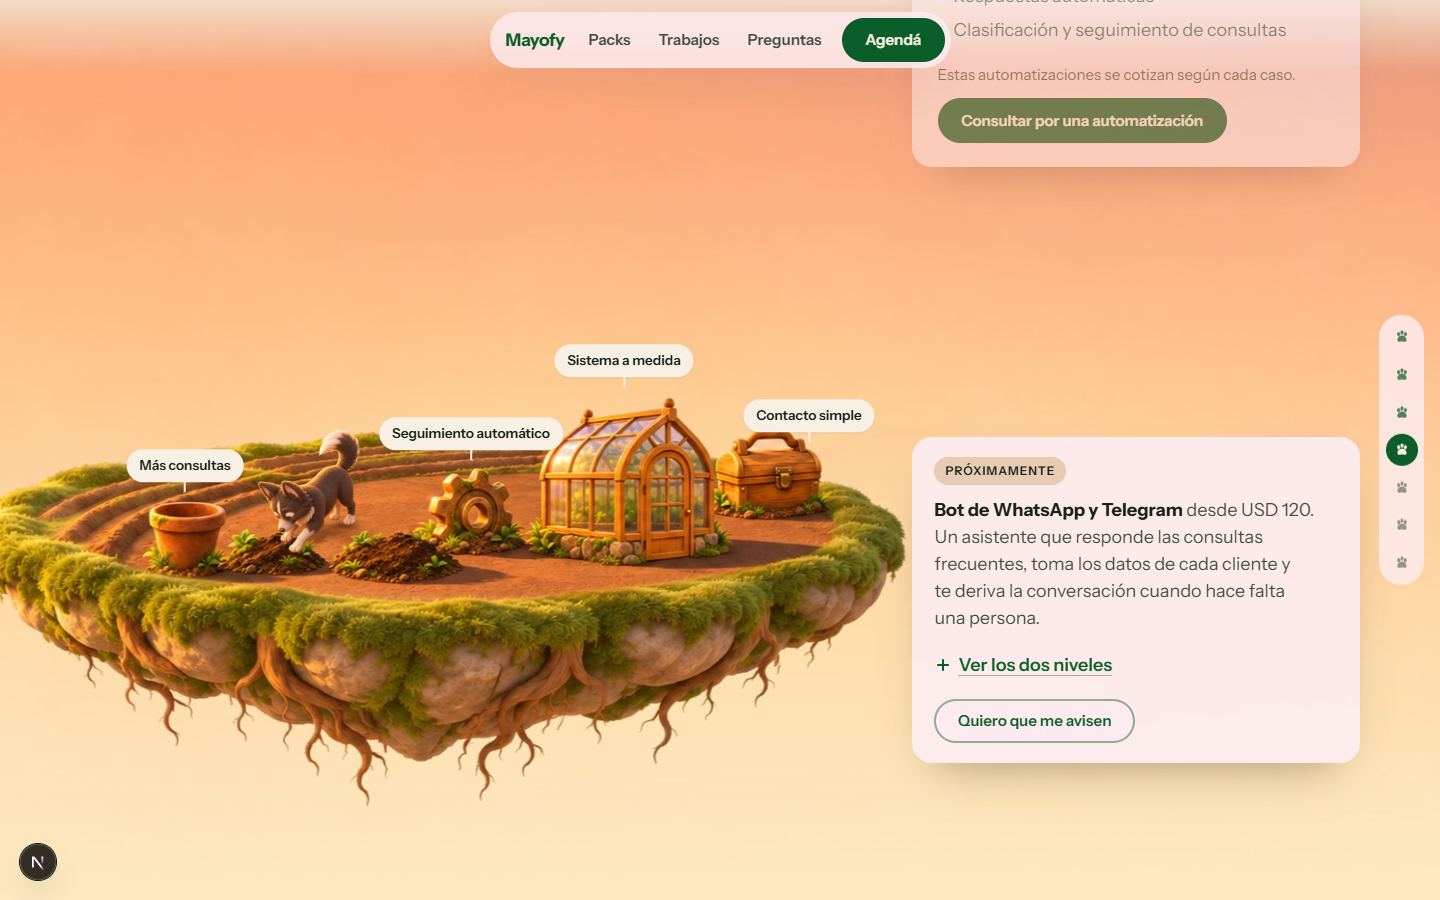 Respuestas automáticas
Mayofy Packs Trabajos Preguntas Agendá
Clasificación y seguimiento de consultas
Estas automatizaciones se cotizan según cada caso.
Consultar por una automatización
Sistema a medida
Contacto simple
Seguimiento automático
Más consultas
PRÓXIMAMENTE
Bot de WhatsApp y Telegram desde USD 120.
Un asistente que responde las consultas
frecuentes, toma los datos de cada cliente y
te deriva la conversación cuando hace falta
una persona.
+ Ver los dos niveles
Quiero que me avisen
N